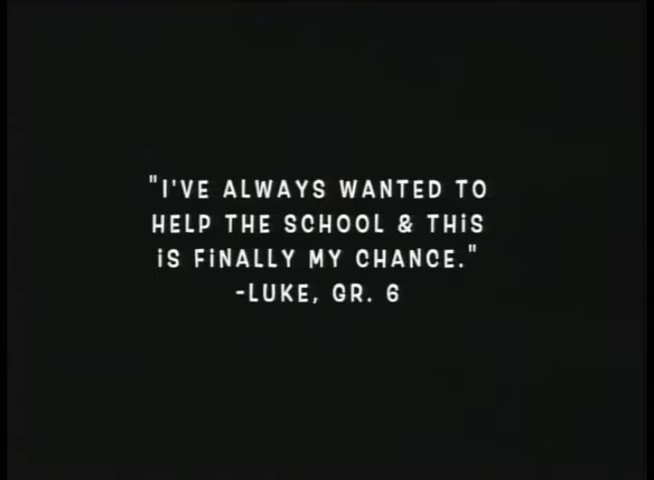 "I'VE ALWAYS WANTED TO
HELP THE SCHOOL & THiS
iS FiNALLY MY CHANCE."
-LUKE, GR. 6